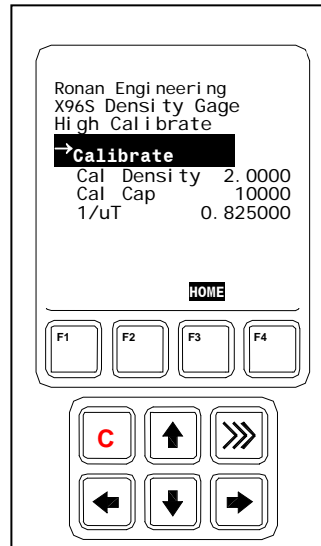 Ronan Engineering
X96S Density Gage
High Calibrate
→Calibrate
Cal Density 2.0000
Cal Cap 10000
1/uT 0.825000
HOME
F1 F2 F3 F4
C